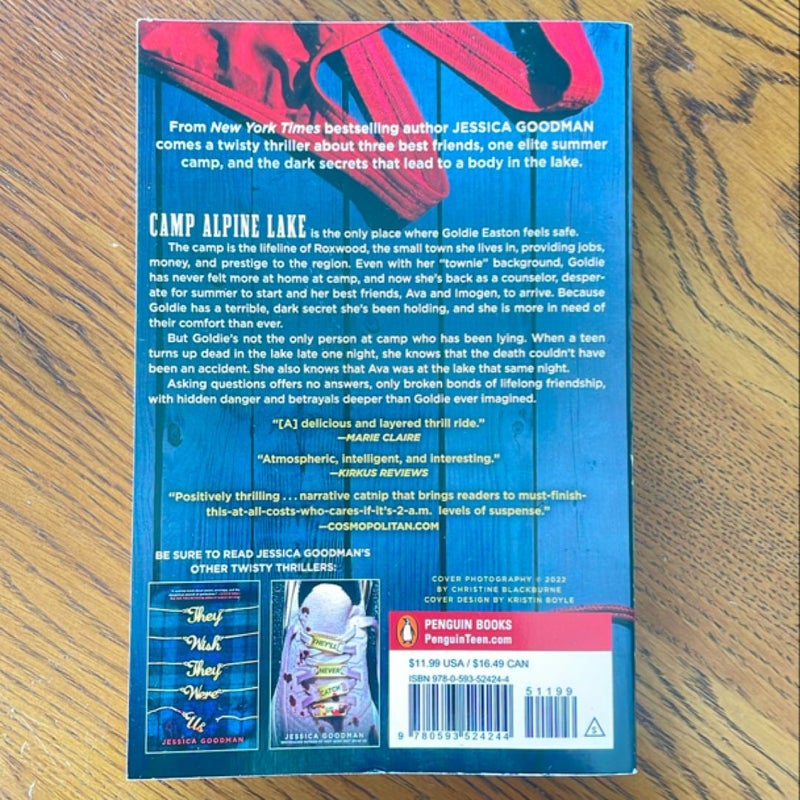 From New York Times bestselling author JESSICA GOODMAN
comes a twisty thriller about three best friends, one elite summer
camp, and the dark secrets that lead to a body in the lake.
CAMP ALPINE LAKE is the only place where Goldie Easton feels safe.
The camp is the lifeline of Roxwood, the small town she lives in, providing jobs,
money, and prestige to the region. Even with her “townie” background, Goldie
has never felt more at home at camp, and now she’s back as a counselor, desper-
ate for summer to start and her best friends, Ava and Imogen, to arrive. Because
Goldie has a terrible, dark secret she’s been holding, and she is more in need of
their comfort than ever.
But Goldie’s not the only person at camp who has been lying. When a teen
turns up dead in the lake late one night, she knows that the death couldn’t have
been an accident. She also knows that Ava was at the lake that same night.
Asking questions offers no answers, only broken bonds of lifelong friendship,
with hidden danger and betrayals deeper than Goldie ever imagined.
“[A] delicious and layered thrill ride.”
—MARIE CLAIRE
“Atmospheric, intelligent, and interesting.”
—KIRKUS REVIEWS
“Positively thrilling . . . narrative catnip that brings readers to must-finish-
this-at-all-costs-who-cares-if-it’s-2-a.m. levels of suspense.”
—COSMOPOLITAN.COM
BE SURE TO READ JESSICA GOODMAN’S
OTHER TWISTY THRILLERS:
They
Wish
They
Were
Us
JESSICA GOODMAN
THEY'LL
NEVER
CATCH
JESSICA GOODMAN
COVER PHOTOGRAPHY © 2022
BY CHRISTINE BLACKBURNE
COVER DESIGN BY KRISTIN BOYLE
PENGUIN BOOKS
PenguinTeen.com
$11.99 USA / $16.49 CAN
ISBN 978-0-593-52424-4
51199
9 780593 524244
S